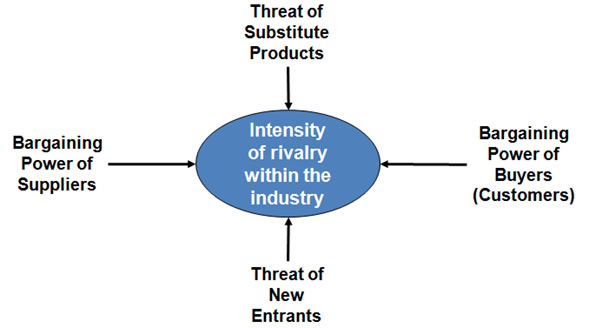 Threat of
Substitute
Products
Bargaining
Power of
Suppliers
Intensity
of rivalry
within the
industry
Bargaining
Power of
Buyers
(Customers)
Threat of
New
Entrants